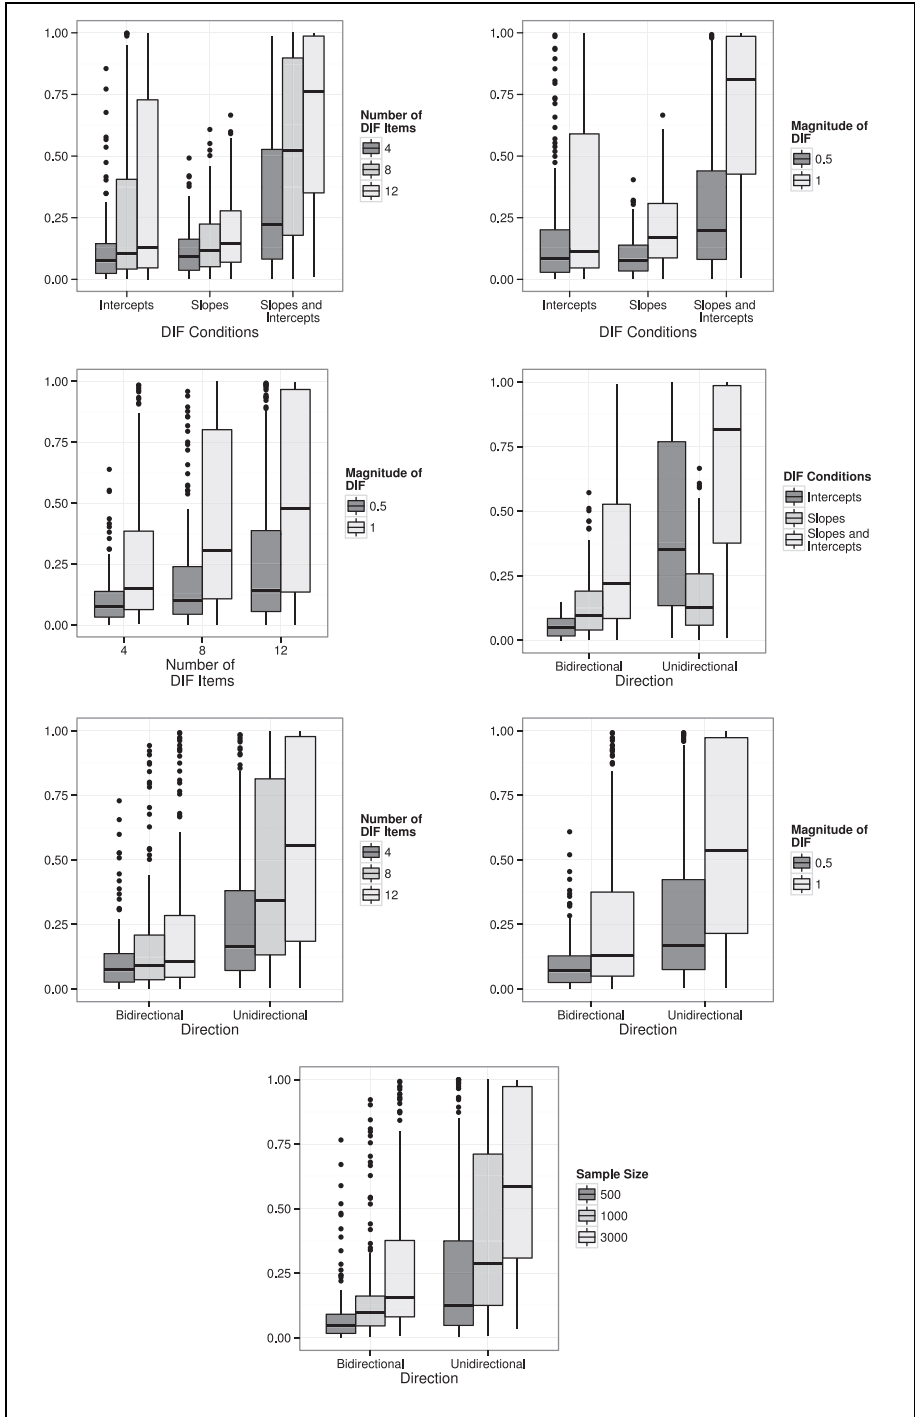 1.00
0.75
0.50
0.25
0.00
Intercepts Slopes Slopes and
Intercepts
DIF Conditions
Number of
DIF Items
4
8
12
1.00
0.75
0.50
0.25
0.00
Intercepts Slopes Slopes and
Intercepts
DIF Conditions
Magnitude of
DIF
0.5
1
1.00
0.75
0.50
0.25
0.00
4 8 12
Number of
DIF Items
Magnitude of
DIF
0.5
1
1.00
0.75
0.50
0.25
0.00
Bidirectional Unidirectional
Direction
DIF Conditions
Intercepts
Slopes
Slopes and
Intercepts
1.00
0.75
0.50
0.25
0.00
Bidirectional Unidirectional
Direction
Number of
DIF Items
4
8
12
1.00
0.75
0.50
0.25
0.00
Bidirectional Unidirectional
Direction
Magnitude of
DIF
0.5
1
1.00
0.75
0.50
0.25
0.00
Bidirectional Unidirectional
Direction
Sample Size
500
1000
3000